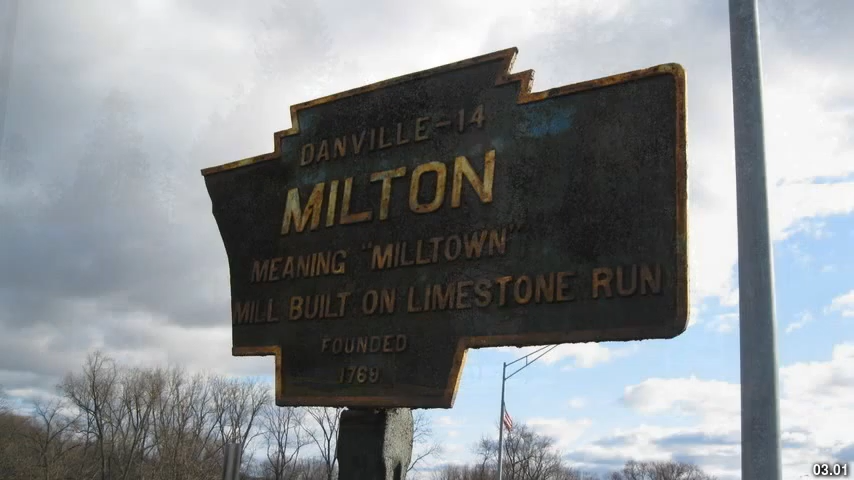 DANVILLE-14
MILTON
MEANING "MILLTOWN"
MILL BUILT ON LIMESTONE RUN
FOUNDED
1769
03.01